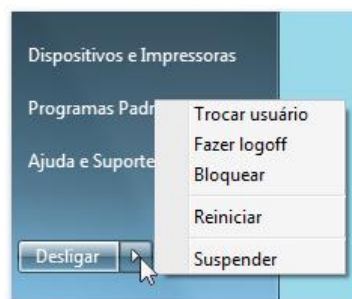 Dispositivos e Impressoras
Programas Padr
Ajuda e Suporte
Desligar
Trocar usuário
Fazer logoff
Bloquear
Reiniciar
Suspender